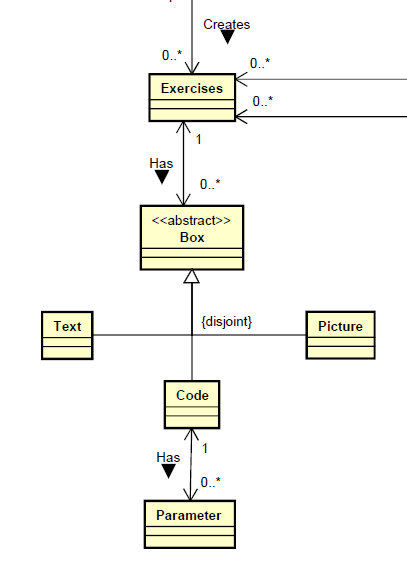 Creates
0..*
0..*
Exercises
0..*
1
Has
0..*
<<abstract>>
Box
{disjoint}
Text
Picture
Code
1
Has
0..*
Parameter